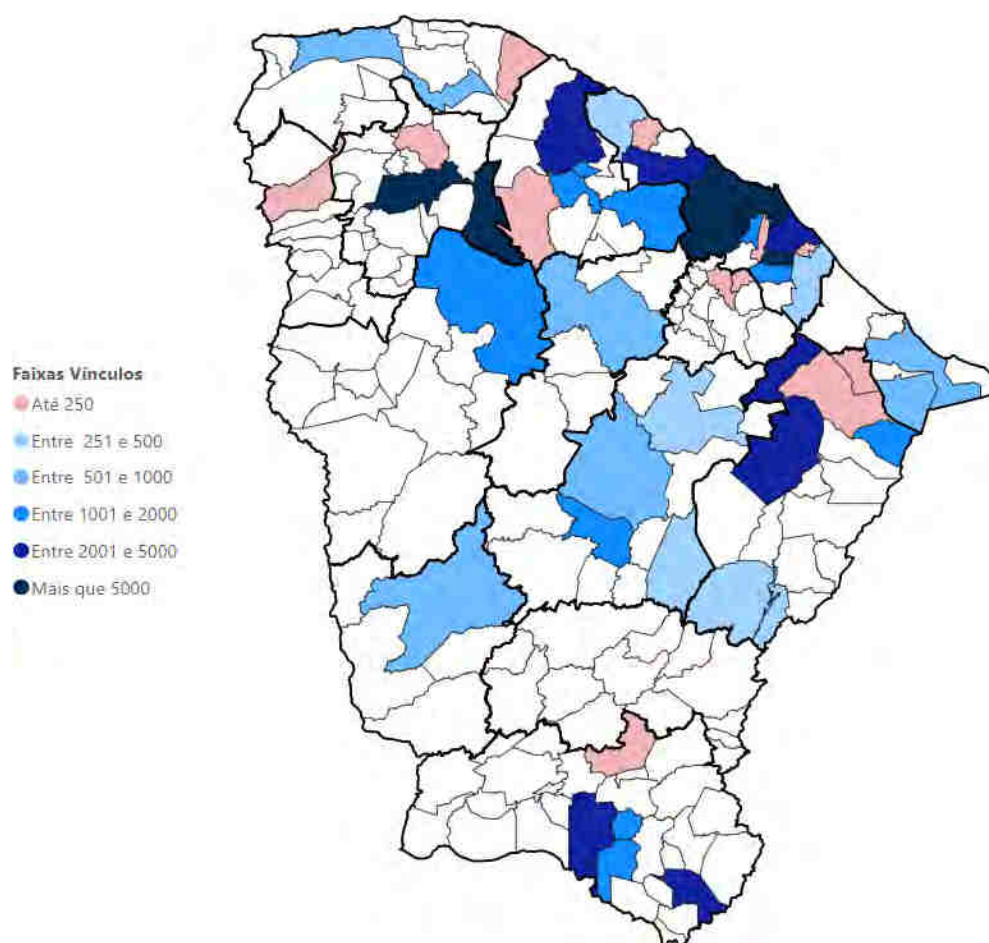 Faixas Vínculos
Até 250
Entre 251 e 500
Entre 501 e 1000
Entre 1001 e 2000
Entre 2001 e 5000
Mais que 5000